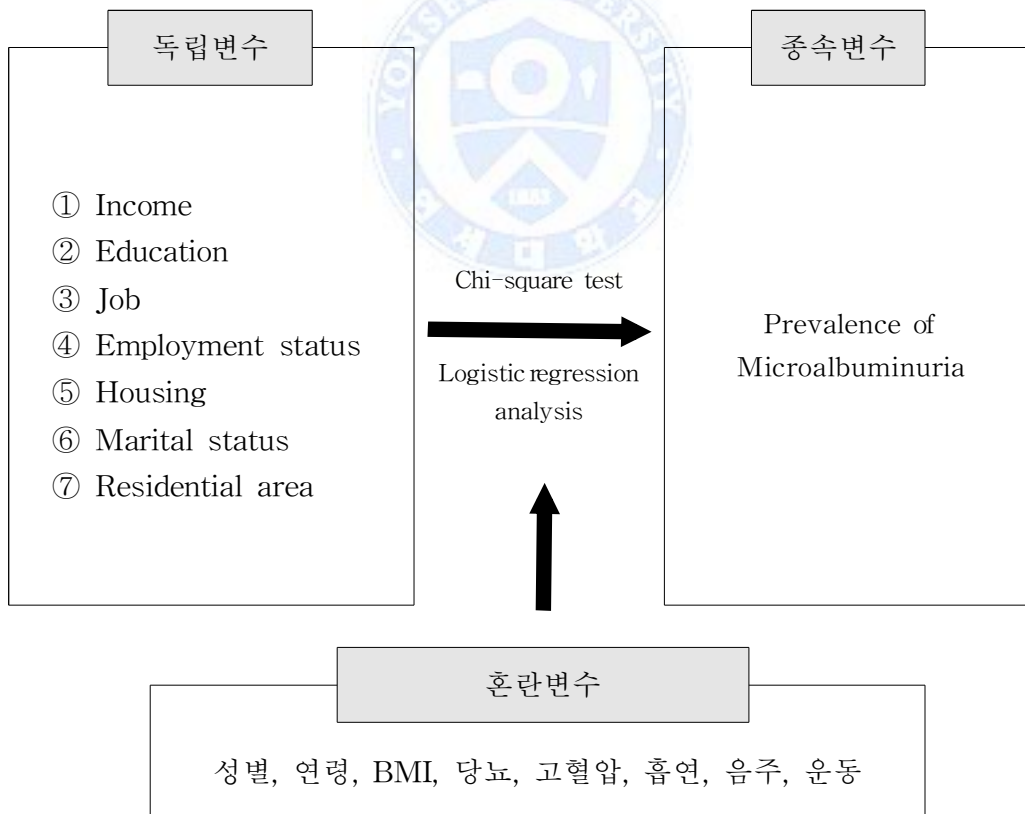 독립변수
종속변수
① Income
② Education
③ Job
④ Employment status
⑤ Housing
⑥ Marital status
⑦ Residential area
Chi-square test
Logistic regression
analysis
Prevalence of
Microalbuminuria
혼란변수
성별, 연령, BMI, 당뇨, 고혈압, 흡연, 음주, 운동